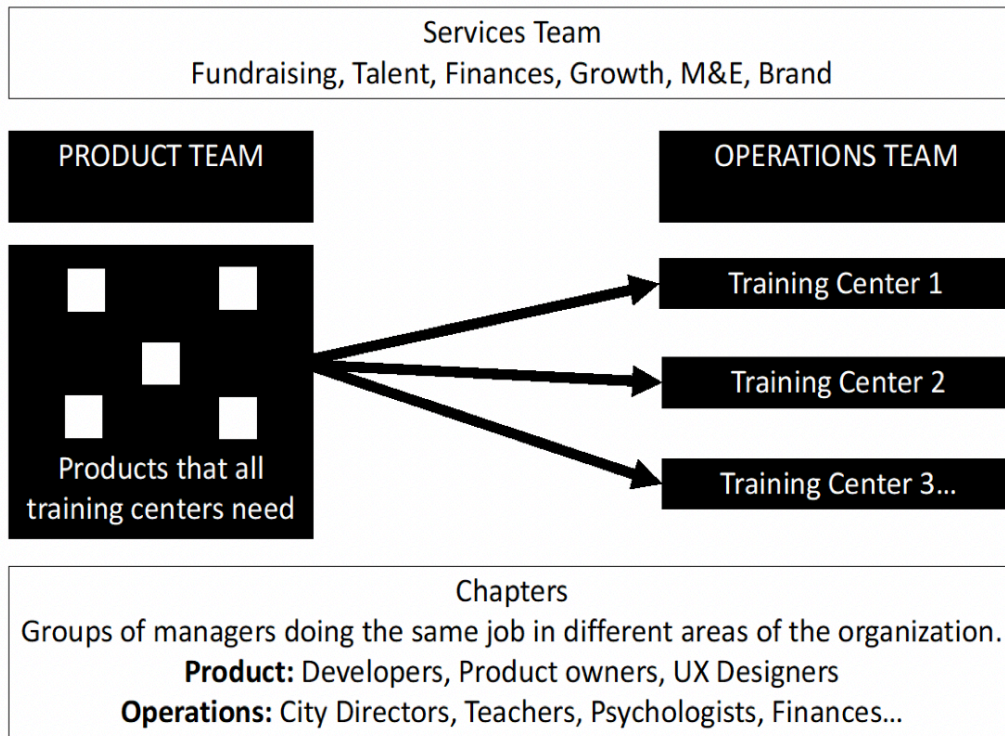 Services Team
Fundraising, Talent, Finances, Growth, M&E, Brand
PRODUCT TEAM
OPERATIONS TEAM
Products that all
training centers need
Training Center 1
Training Center 2
Training Center 3...
Chapters
Groups of managers doing the same job in different areas of the organization.
Product: Developers, Product owners, UX Designers
Operations: City Directors, Teachers, Psychologists, Finances...